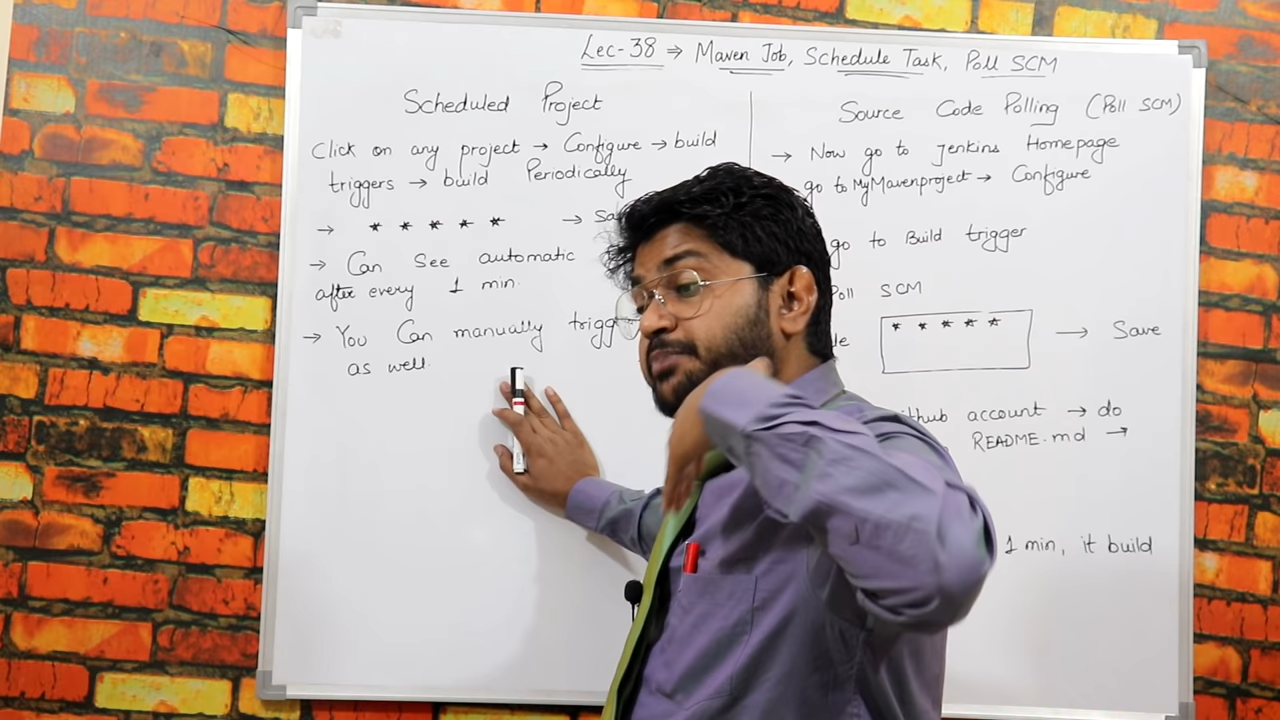 Lec-38 → Maven Job, Schedule Task, Poll SCM
Scheduled Project
Click on any project → Configure → build
triggers → build Periodically
→ * * * * * →
→ Can See automatic
after every 1 min.
→ You Can manually
as well.
Source Code Polling (Poll SCM)
→ Now go to Jenkins Homepage
go to MyMavenproject → Configure
go to Build trigger
Poll SCM
* * * * * → Save
account → do
README.md →
1 min, it build